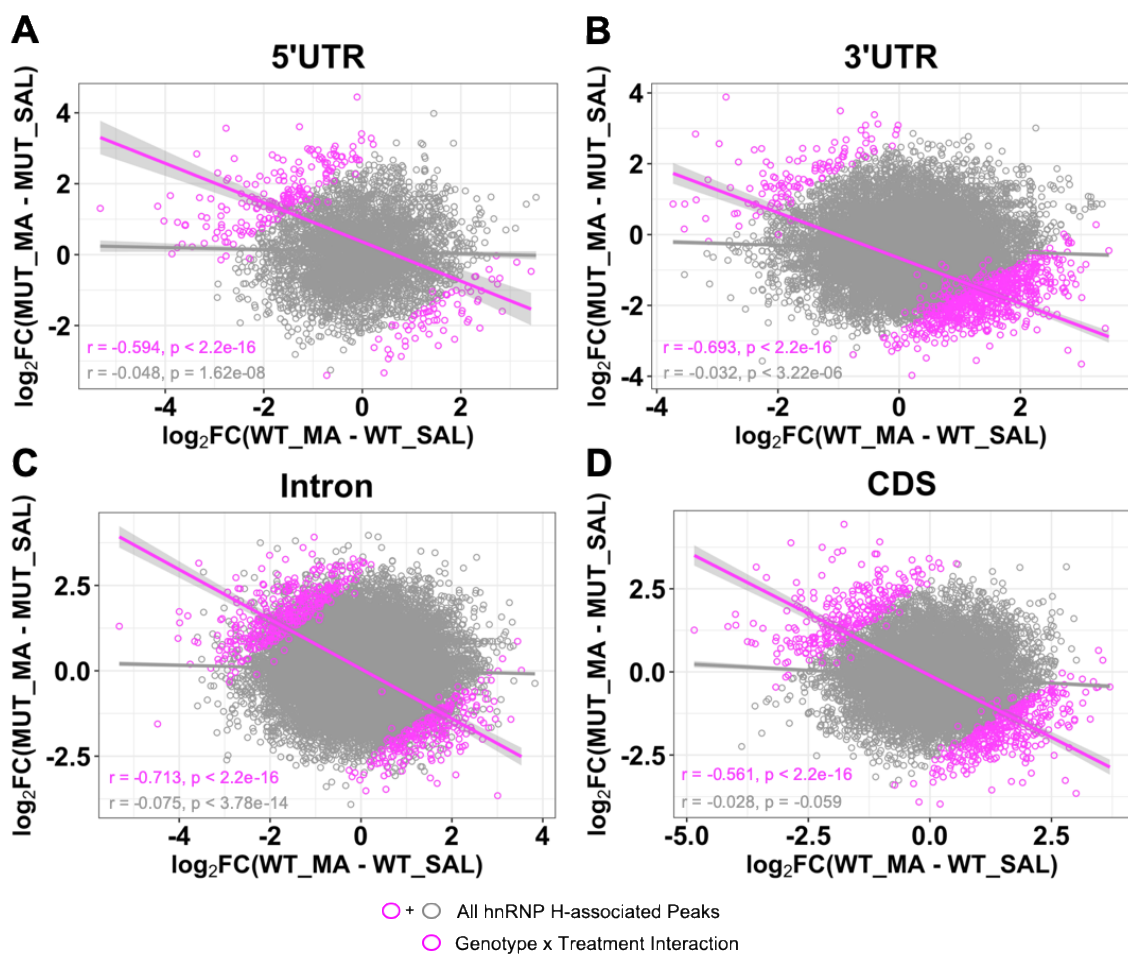 A
5'UTR
log₂FC(MUT_MA - MUT_SAL)
4
2
0
-2
r = -0.594, p < 2.2e-16
r = -0.048, p = 1.62e-08
-4 -2 0 2
log₂FC(WT_MA - WT_SAL)
B
3'UTR
log₂FC(MUT_MA - MUT_SAL)
4
2
0
-2
-4
r = -0.693, p < 2.2e-16
r = -0.032, p < 3.22e-06
-4 -2 0 2
log₂FC(WT_MA - WT_SAL)
C
Intron
log₂FC(MUT_MA - MUT_SAL)
2.5
0.0
-2.5
r = -0.713, p < 2.2e-16
r = -0.075, p < 3.78e-14
-4 -2 0 2 4
log₂FC(WT_MA - WT_SAL)
D
CDS
log₂FC(MUT_MA - MUT_SAL)
2.5
0.0
-2.5
r = -0.561, p < 2.2e-16
r = -0.028, p = -0.059
-5.0 -2.5 0.0 2.5
log₂FC(WT_MA - WT_SAL)
+ All hnRNP H-associated Peaks
Genotype x Treatment Interaction